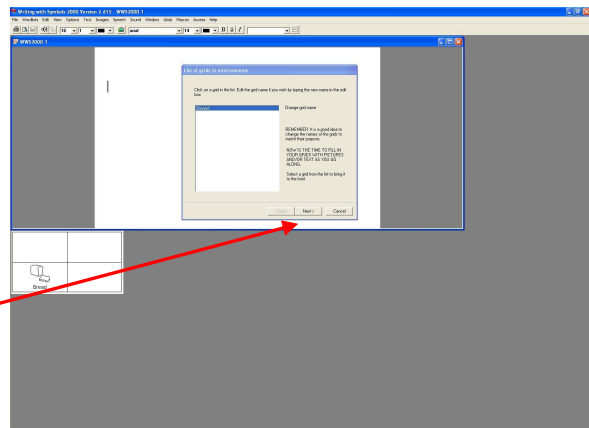 Writing with Symbols 2000 Version 2.615 - WWS2000-1
File Wordlists Edit View Options Text Images Speech Sound Window Grids Macros Access Help
16 1 arial 14 B I
WWS2000-1
List of grids in environments
Click on a grid in the list. Edit the grid name if you wish by typing the new name in the edit
box.
Change grid name
REMEMBER: It is a good idea to
change the names of the grids to
match their purpose
NOW IS THE TIME TO FILL IN
YOUR GRIDS WITH PICTURES
AND/OR TEXT AS YOU GO
ALONG.
Select a grid from the list to bring it
to the front
Next > Cancel
Bread